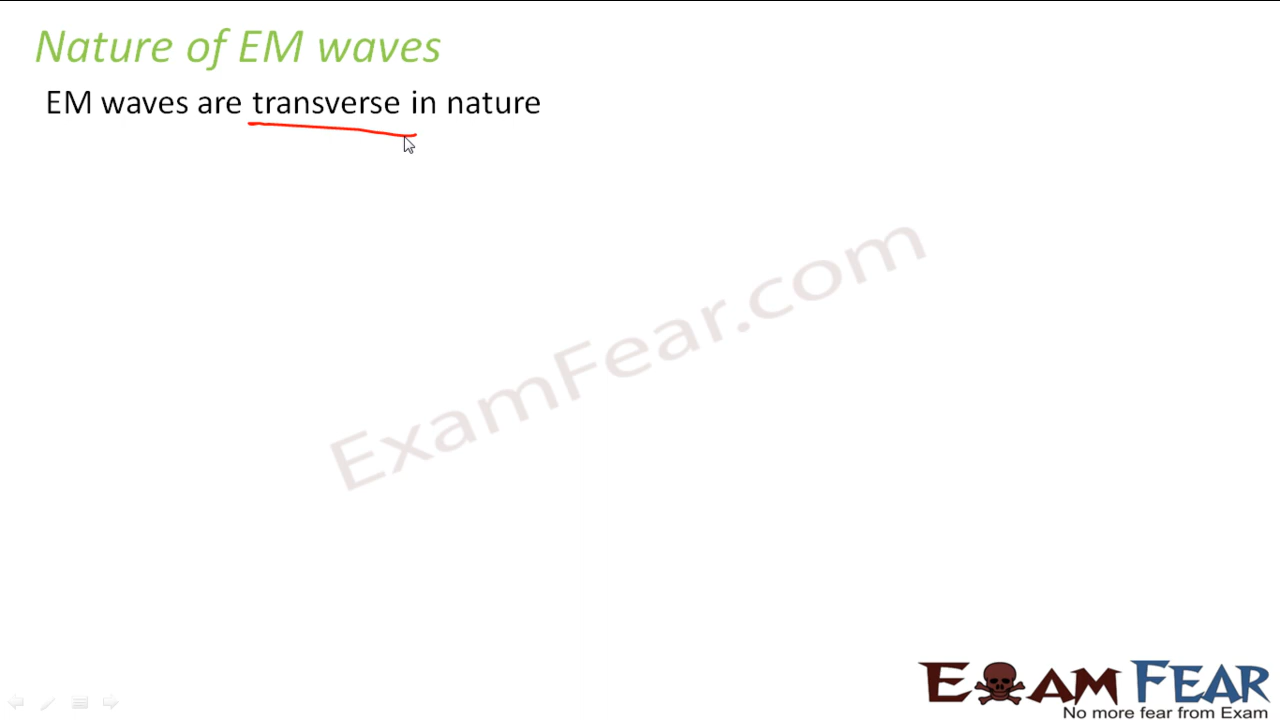 Nature of EM waves
EM waves are transverse in nature
ExamFear.com
EXAM FEAR
No more fear from Exam